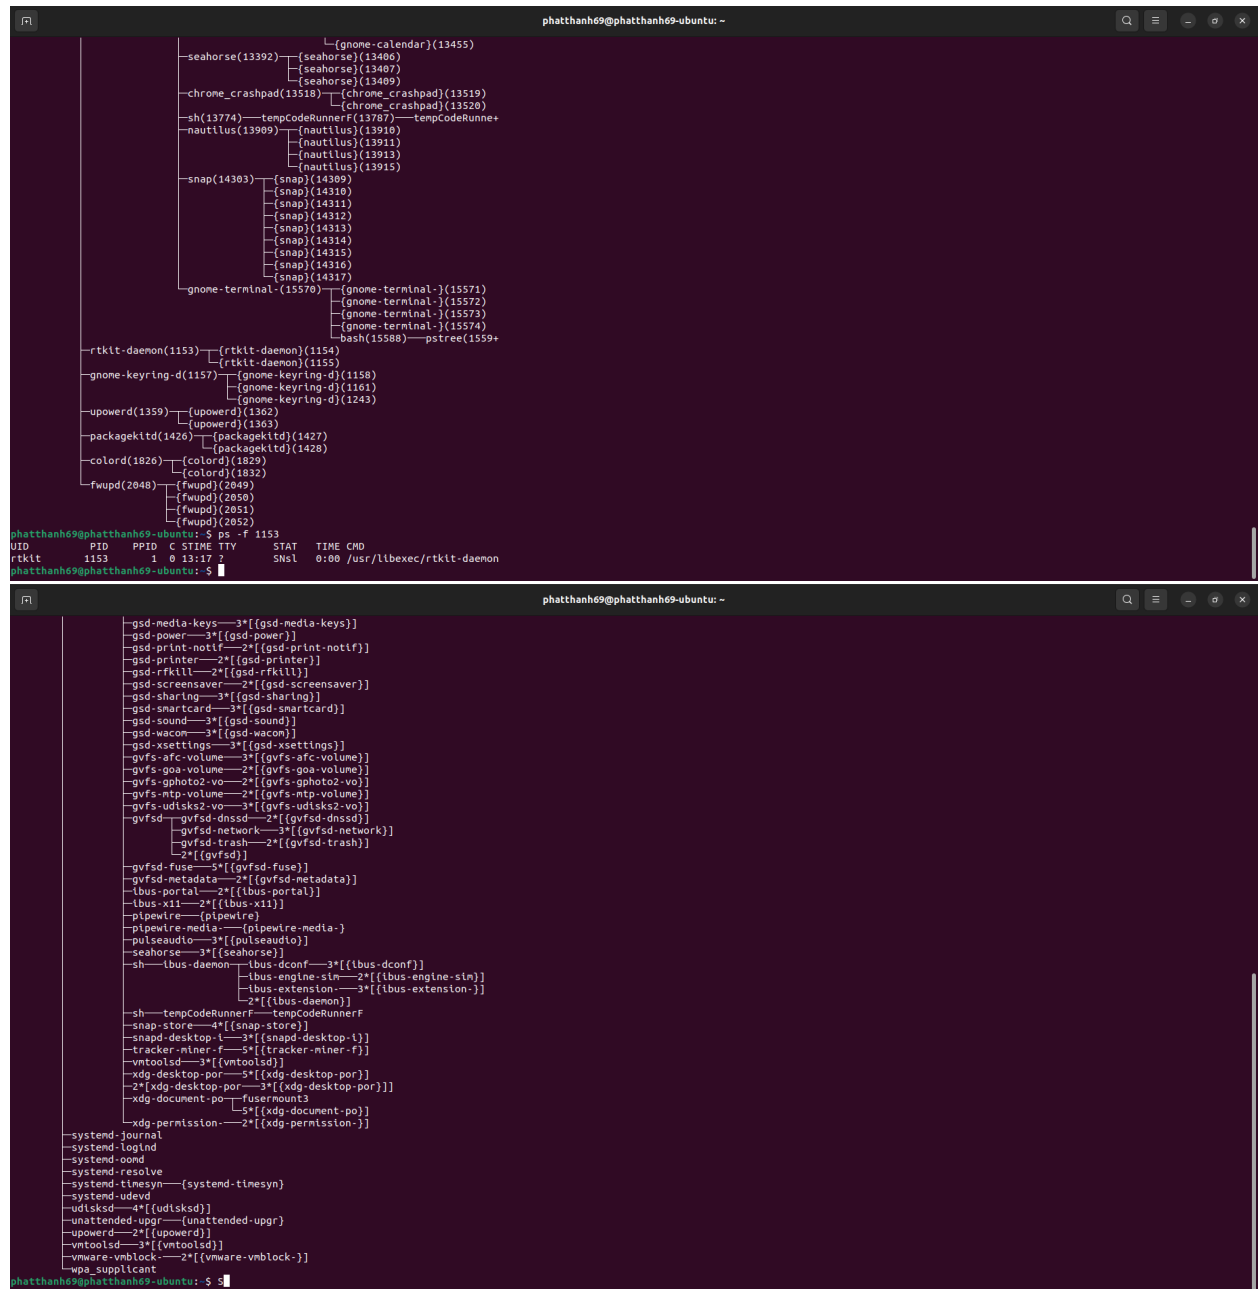 phatthanh69@phatthanh69-ubuntu: ~
└─{gnome-calendar}(13455)
├─seahorse(13392)─┬─{seahorse}(13406)
├─{seahorse}(13407)
└─{seahorse}(13409)
├─chrome_crashpad(13518)─┬─{chrome_crashpad}(13519)
└─{chrome_crashpad}(13520)
├─sh(13774)───tempCodeRunnerF(13787)───tempCodeRunne+
├─nautilus(13909)─┬─{nautilus}(13910)
├─{nautilus}(13911)
├─{nautilus}(13913)
└─{nautilus}(13915)
├─snap(14303)─┬─{snap}(14309)
├─{snap}(14310)
├─{snap}(14311)
├─{snap}(14312)
├─{snap}(14313)
├─{snap}(14314)
├─{snap}(14315)
├─{snap}(14316)
└─{snap}(14317)
└─gnome-terminal-(15570)─┬─{gnome-terminal-}(15571)
├─{gnome-terminal-}(15572)
├─{gnome-terminal-}(15573)
├─{gnome-terminal-}(15574)
└─bash(15588)───pstree(1559+
├─rtkit-daemon(1153)─┬─{rtkit-daemon}(1154)
└─{rtkit-daemon}(1155)
├─gnome-keyring-d(1157)─┬─{gnome-keyring-d}(1158)
├─{gnome-keyring-d}(1161)
└─{gnome-keyring-d}(1243)
├─upowerd(1359)─┬─{upowerd}(1362)
└─{upowerd}(1363)
├─packagekitd(1426)─┬─{packagekitd}(1427)
└─{packagekitd}(1428)
├─colord(1826)─┬─{colord}(1829)
└─{colord}(1832)
└─fwupd(2048)─┬─{fwupd}(2049)
├─{fwupd}(2050)
├─{fwupd}(2051)
└─{fwupd}(2052)
phatthanh69@phatthanh69-ubuntu:~$ ps -f 1153
UID PID PPID C STIME TTY STAT TIME CMD
rtkit 1153 1 0 13:17 ? SNsl 0:00 /usr/libexec/rtkit-daemon
phatthanh69@phatthanh69-ubuntu:~$
phatthanh69@phatthanh69-ubuntu: ~
├─gsd-media-keys───3*[{gsd-media-keys}]
├─gsd-power───3*[{gsd-power}]
├─gsd-print-notif───2*[{gsd-print-notif}]
├─gsd-printer───2*[{gsd-printer}]
├─gsd-rfkill───2*[{gsd-rfkill}]
├─gsd-screensaver───2*[{gsd-screensaver}]
├─gsd-sharing───3*[{gsd-sharing}]
├─gsd-smartcard───3*[{gsd-smartcard}]
├─gsd-sound───3*[{gsd-sound}]
├─gsd-wacom───3*[{gsd-wacom}]
├─gsd-xsettings───3*[{gsd-xsettings}]
├─gvfs-afc-volume───3*[{gvfs-afc-volume}]
├─gvfs-goa-volume───2*[{gvfs-goa-volume}]
├─gvfs-gphoto2-vo───2*[{gvfs-gphoto2-vo}]
├─gvfs-mtp-volume───2*[{gvfs-mtp-volume}]
├─gvfs-udisks2-vo───3*[{gvfs-udisks2-vo}]
├─gvfsd─┬─gvfsd-dnssd───2*[{gvfsd-dnssd}]
├─gvfsd-network───3*[{gvfsd-network}]
├─gvfsd-trash───2*[{gvfsd-trash}]
└─2*[{gvfsd}]
├─gvfsd-fuse───5*[{gvfsd-fuse}]
├─gvfsd-metadata───2*[{gvfsd-metadata}]
├─ibus-portal───2*[{ibus-portal}]
├─ibus-x11───2*[{ibus-x11}]
├─pipewire───{pipewire}
├─pipewire-media-───{pipewire-media-}
├─pulseaudio───3*[{pulseaudio}]
├─seahorse───3*[{seahorse}]
├─sh───ibus-daemon─┬─ibus-dconf───3*[{ibus-dconf}]
├─ibus-engine-sim───2*[{ibus-engine-sim}]
├─ibus-extension-───3*[{ibus-extension-}]
└─2*[{ibus-daemon}]
├─sh───tempCodeRunnerF───tempCodeRunnerF
├─snap-store───4*[{snap-store}]
├─snapd-desktop-i───3*[{snapd-desktop-i}]
├─tracker-miner-f───5*[{tracker-miner-f}]
├─vmtoolsd───3*[{vmtoolsd}]
├─xdg-desktop-por───5*[{xdg-desktop-por}]
├─2*[xdg-desktop-por───3*[{xdg-desktop-por}]]
├─xdg-document-po─┬─fusermount3
└─5*[{xdg-document-po}]
└─xdg-permission-───2*[{xdg-permission-}]
├─systemd-journal
├─systemd-logind
├─systemd-oomd
├─systemd-resolve
├─systemd-timesyn───{systemd-timesyn}
├─systemd-udevd
├─udisksd───4*[{udisksd}]
├─unattended-upgr───{unattended-upgr}
├─upowerd───2*[{upowerd}]
├─vmtoolsd───3*[{vmtoolsd}]
├─vmware-vmblock-───2*[{vmware-vmblock-}]
└─wpa_supplicant
phatthanh69@phatthanh69-ubuntu:~$ S